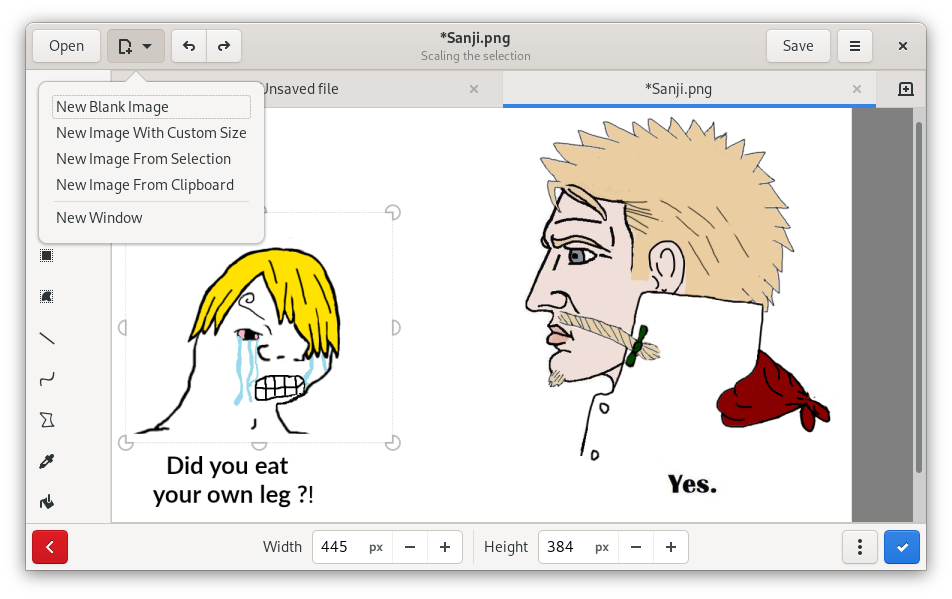 Open
*Sanji.png
Scaling the selection
Save
Unsaved file
*Sanji.png
New Blank Image
New Image With Custom Size
New Image From Selection
New Image From Clipboard
New Window
Did you eat
your own leg ?!
Yes.
Width 445 px
Height 384 px